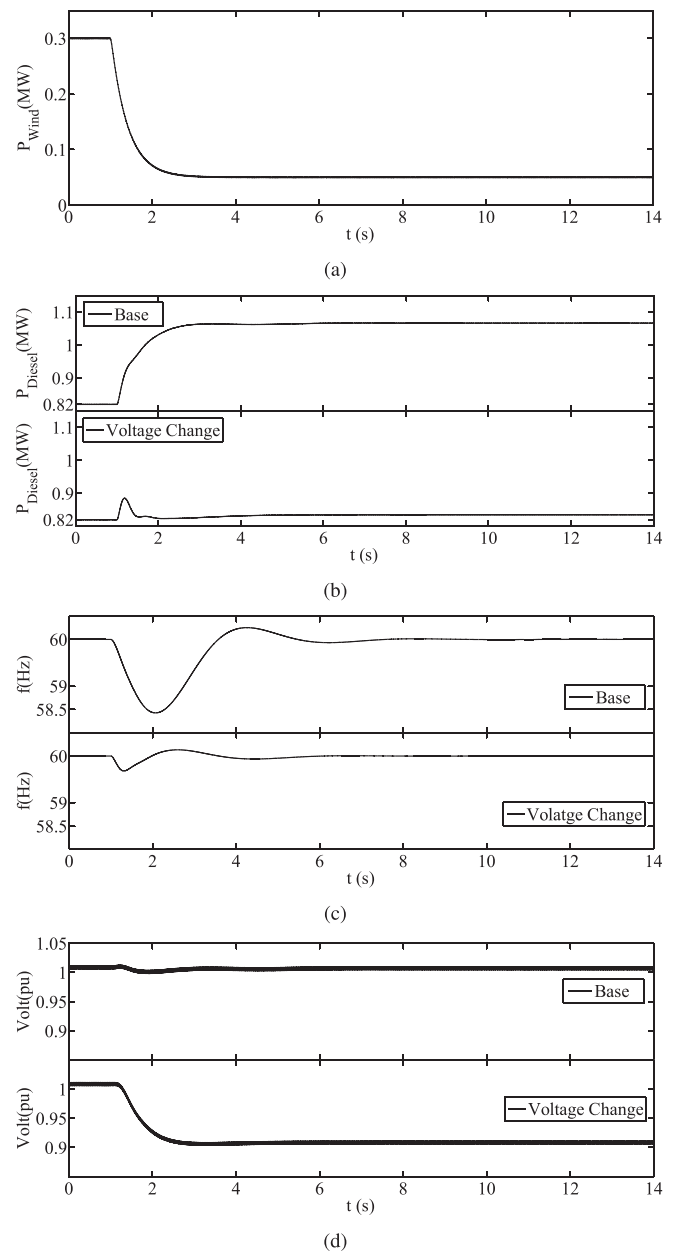 0.3
0.2
0.1
0
P_Wind(MW)
0 2 4 6 8 10 12 14
t (s)
(a)
1.1
1
0.9
0.82
P_Diesel(MW)
Base
1.1
1
0.9
0.82
P_Diesel(MW)
Voltage Change
0 2 4 6 8 10 12 14
t (s)
(b)
60
59
58.5
f(Hz)
Base
60
59
58.5
f(Hz)
Volatge Change
0 2 4 6 8 10 12 14
t (s)
(c)
1.05
1
0.95
0.9
Volt(pu)
Base
1
0.95
0.9
Volt(pu)
Voltage Change
0 2 4 6 8 10 12 14
t (s)
(d)